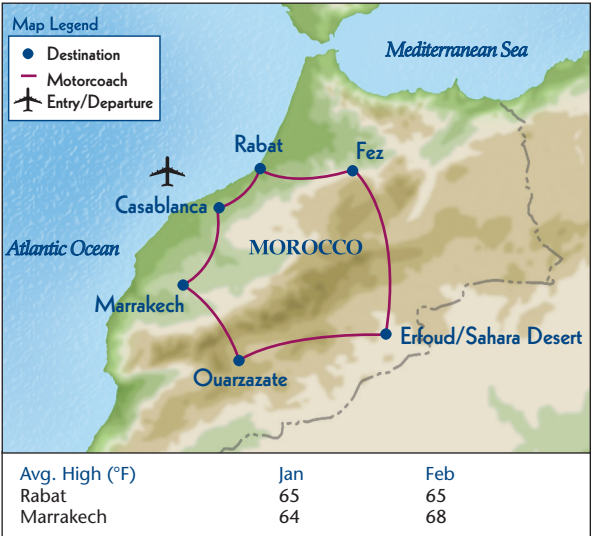 Map Legend
Destination
Motorcoach
Entry/Departure
Mediterranean Sea
Rabat
Fez
Casablanca
Atlantic Ocean
MOROCCO
Marrakech
Erfoud/Sahara Desert
Ouarzazate
Avg. High (°F) Jan Feb
Rabat 65 65
Marrakech 64 68